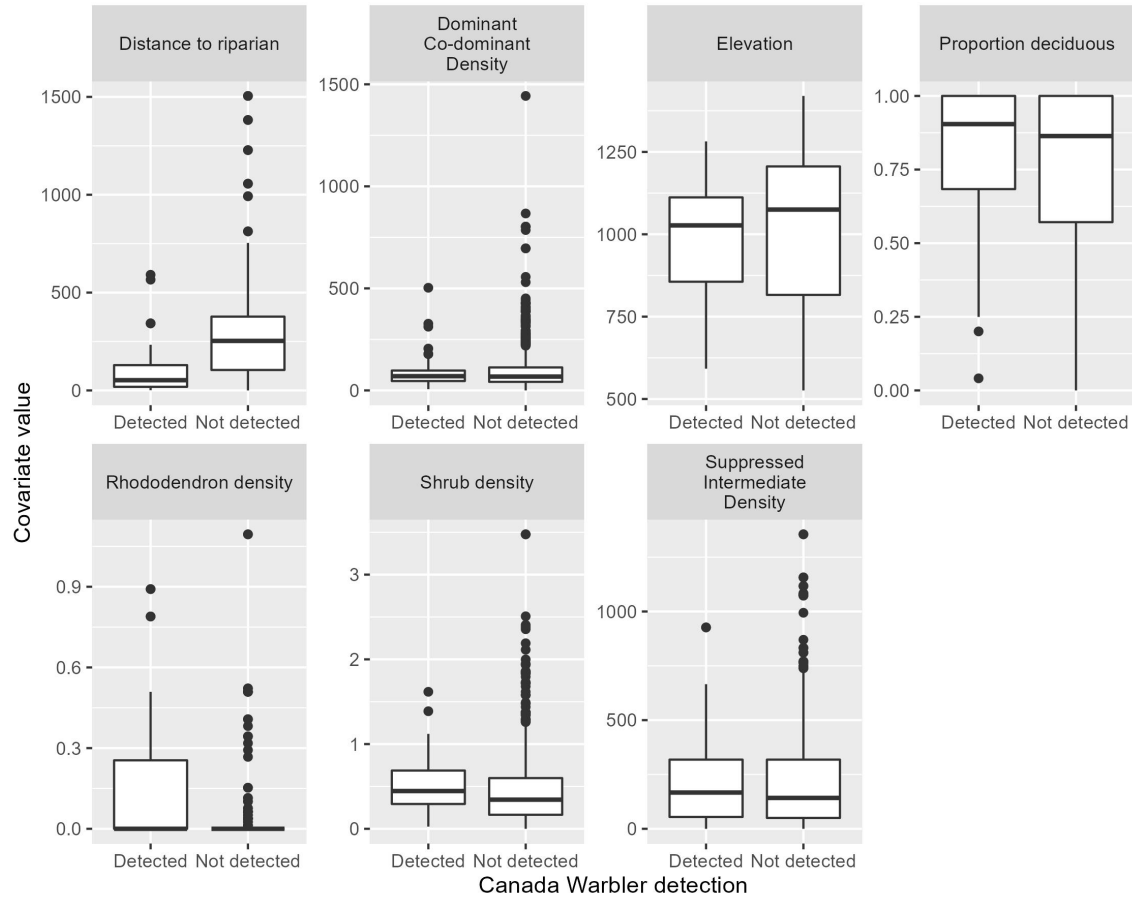 Distance to riparian
Dominant
Co-dominant
Density
Elevation
Proportion deciduous
1500
1000
500
0
1500
1000
500
0
1250
1000
750
500
1.00
0.75
0.50
0.25
0.00
Detected Not detected
Detected Not detected
Detected Not detected
Detected Not detected
Covariate value
Rhododendron density
Shrub density
Suppressed
Intermediate
Density
0.9
0.6
0.3
0.0
3
2
1
0
1000
500
0
Detected Not detected
Detected Not detected
Detected Not detected
Canada Warbler detection